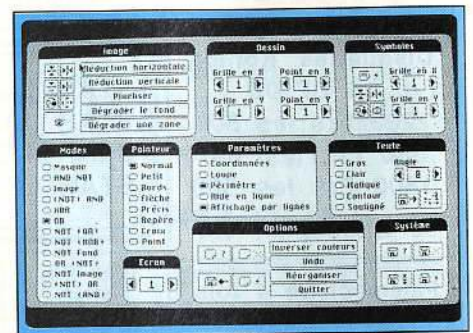 Image
Réduction horizontale
Réduction verticale
Pixeliser
Dégrader le fond
Dégrader une zone
Dessin
Grille en X
Point en X
1
1
Grille en Y
Point en Y
1
1
Symboles
Grille en X
1
Grille en Y
1
Modes
Masque
AND NOT
Image
(NOT) AND
XOR
OR
NOT (OR)
NOT (XOR)
NOT Fond
OR (NOT)
NOT Image
(NOT) OR
NOT (AND)
Pointeur
Normal
Petit
Bords
Flèche
Précis
Repère
Croix
Point
Ecran
1
Paramètres
Coordonnées
Loupe
Périmètre
Aide en ligne
Affichage par lignes
Texte
Gras
Clair
Italique
Contour
Souligné
Angle
0
Options
Inverser couleurs
Undo
Réorganiser
Quitter
Système